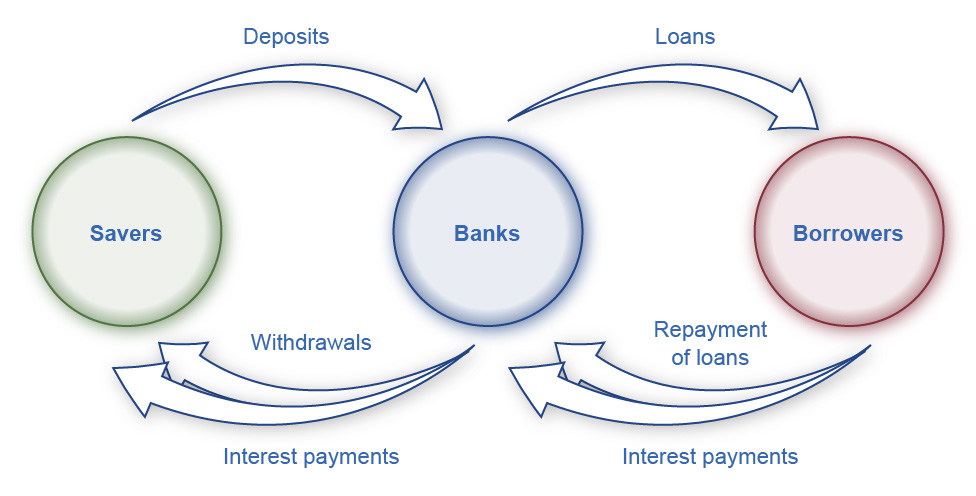 Deposits
Loans
Savers
Banks
Borrowers
Withdrawals
Repayment
of loans
Interest payments
Interest payments